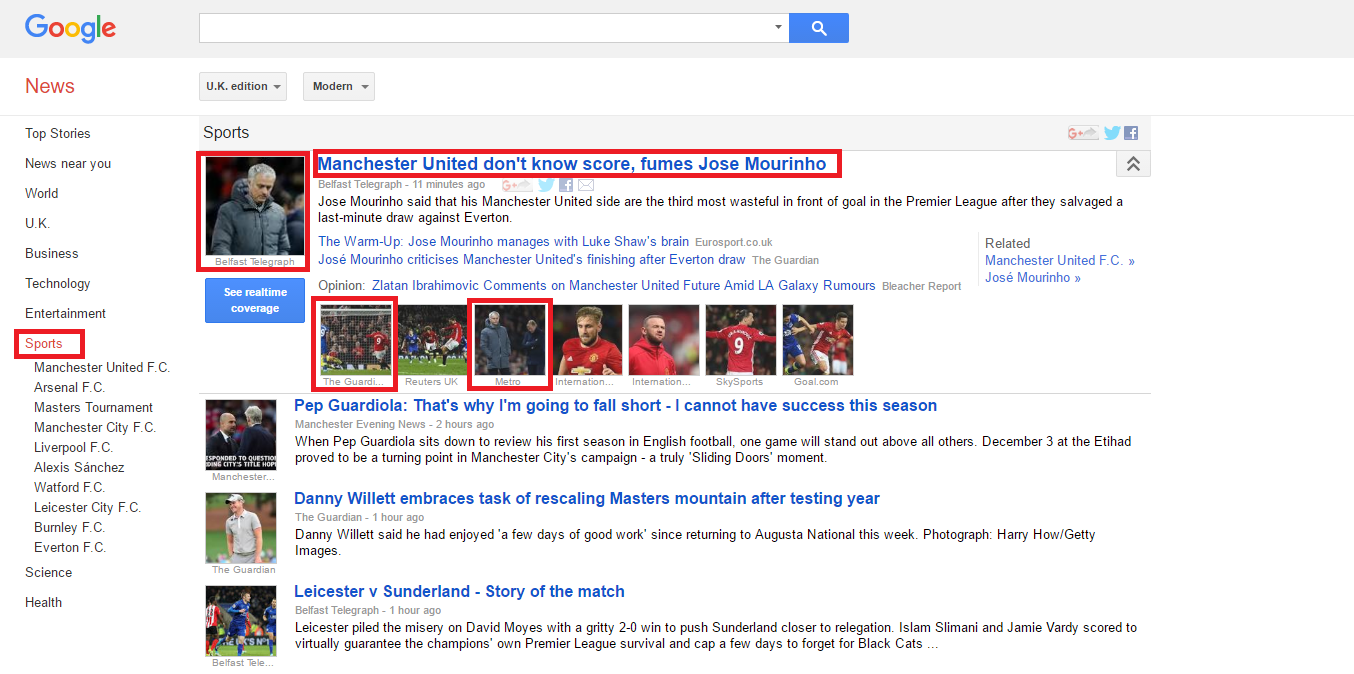 Google
News
U.K. edition
Modern
Top Stories
News near you
World
U.K.
Business
Technology
Entertainment
Sports
Manchester United F.C.
Arsenal F.C.
Masters Tournament
Manchester City F.C.
Liverpool F.C.
Alexis Sánchez
Watford F.C.
Leicester City F.C.
Burnley F.C.
Everton F.C.
Science
Health
Sports
G+
Manchester United don't know score, fumes Jose Mourinho
Belfast Telegraph - 11 minutes ago
G+
Jose Mourinho said that his Manchester United side are the third most wasteful in front of goal in the Premier League after they salvaged a
last-minute draw against Everton.
Belfast Telegraph
See realtime
coverage
The Warm-Up: Jose Mourinho manages with Luke Shaw's brain Eurosport.co.uk
José Mourinho criticises Manchester United's finishing after Everton draw The Guardian
Opinion: Zlatan Ibrahimovic Comments on Manchester United Future Amid LA Galaxy Rumours Bleacher Report
Related
Manchester United F.C. »
José Mourinho »
The Guardi...
Reuters UK
Metro
Internation...
Internation...
9
SkySports
Goal.com
Pep Guardiola: That's why I'm going to fall short - I cannot have success this season
Manchester Evening News - 2 hours ago
When Pep Guardiola sits down to review his first season in English football, one game will stand out above all others. December 3 at the Etihad
proved to be a turning point in Manchester City's campaign - a truly 'Sliding Doors' moment.
Manchester...
Danny Willett embraces task of rescaling Masters mountain after testing year
The Guardian - 1 hour ago
Danny Willett said he had enjoyed 'a few days of good work' since returning to Augusta National this week. Photograph: Harry How/Getty
Images.
The Guardian
Leicester v Sunderland - Story of the match
Belfast Telegraph - 1 hour ago
Leicester piled the misery on David Moyes with a gritty 2-0 win to push Sunderland closer to relegation. Islam Slimani and Jamie Vardy scored to
virtually guarantee the champions' own Premier League survival and cap a few days to forget for Black Cats ...
Belfast Tele...